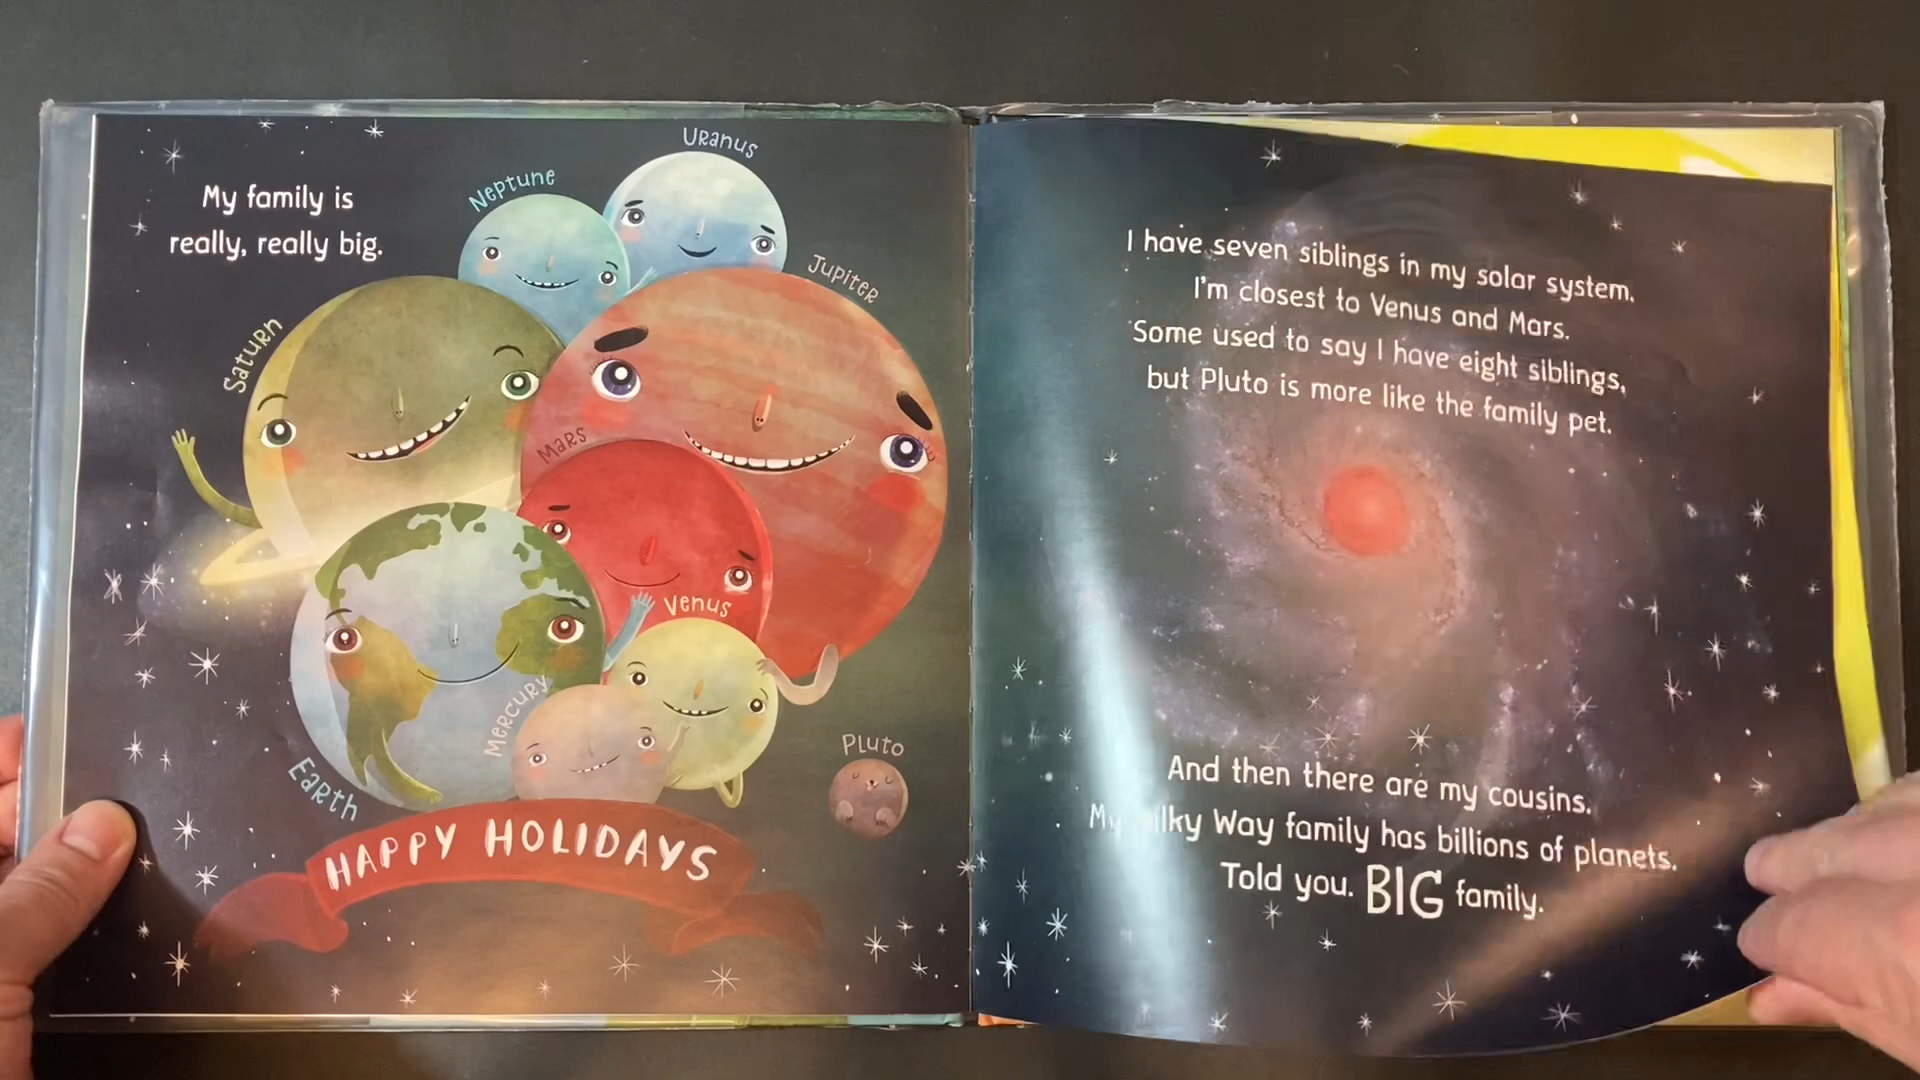 My family is
really, really big.
Uranus
Neptune
Jupiter
Saturn
Mars
Venus
Mercury
Earth
Pluto
HAPPY HOLIDAYS
I have seven siblings in my solar system.
I'm closest to Venus and Mars.
Some used to say I have eight siblings,
but Pluto is more like the family pet.
And then there are my cousins.
My Milky Way family has billions of planets.
Told you. BIG family.